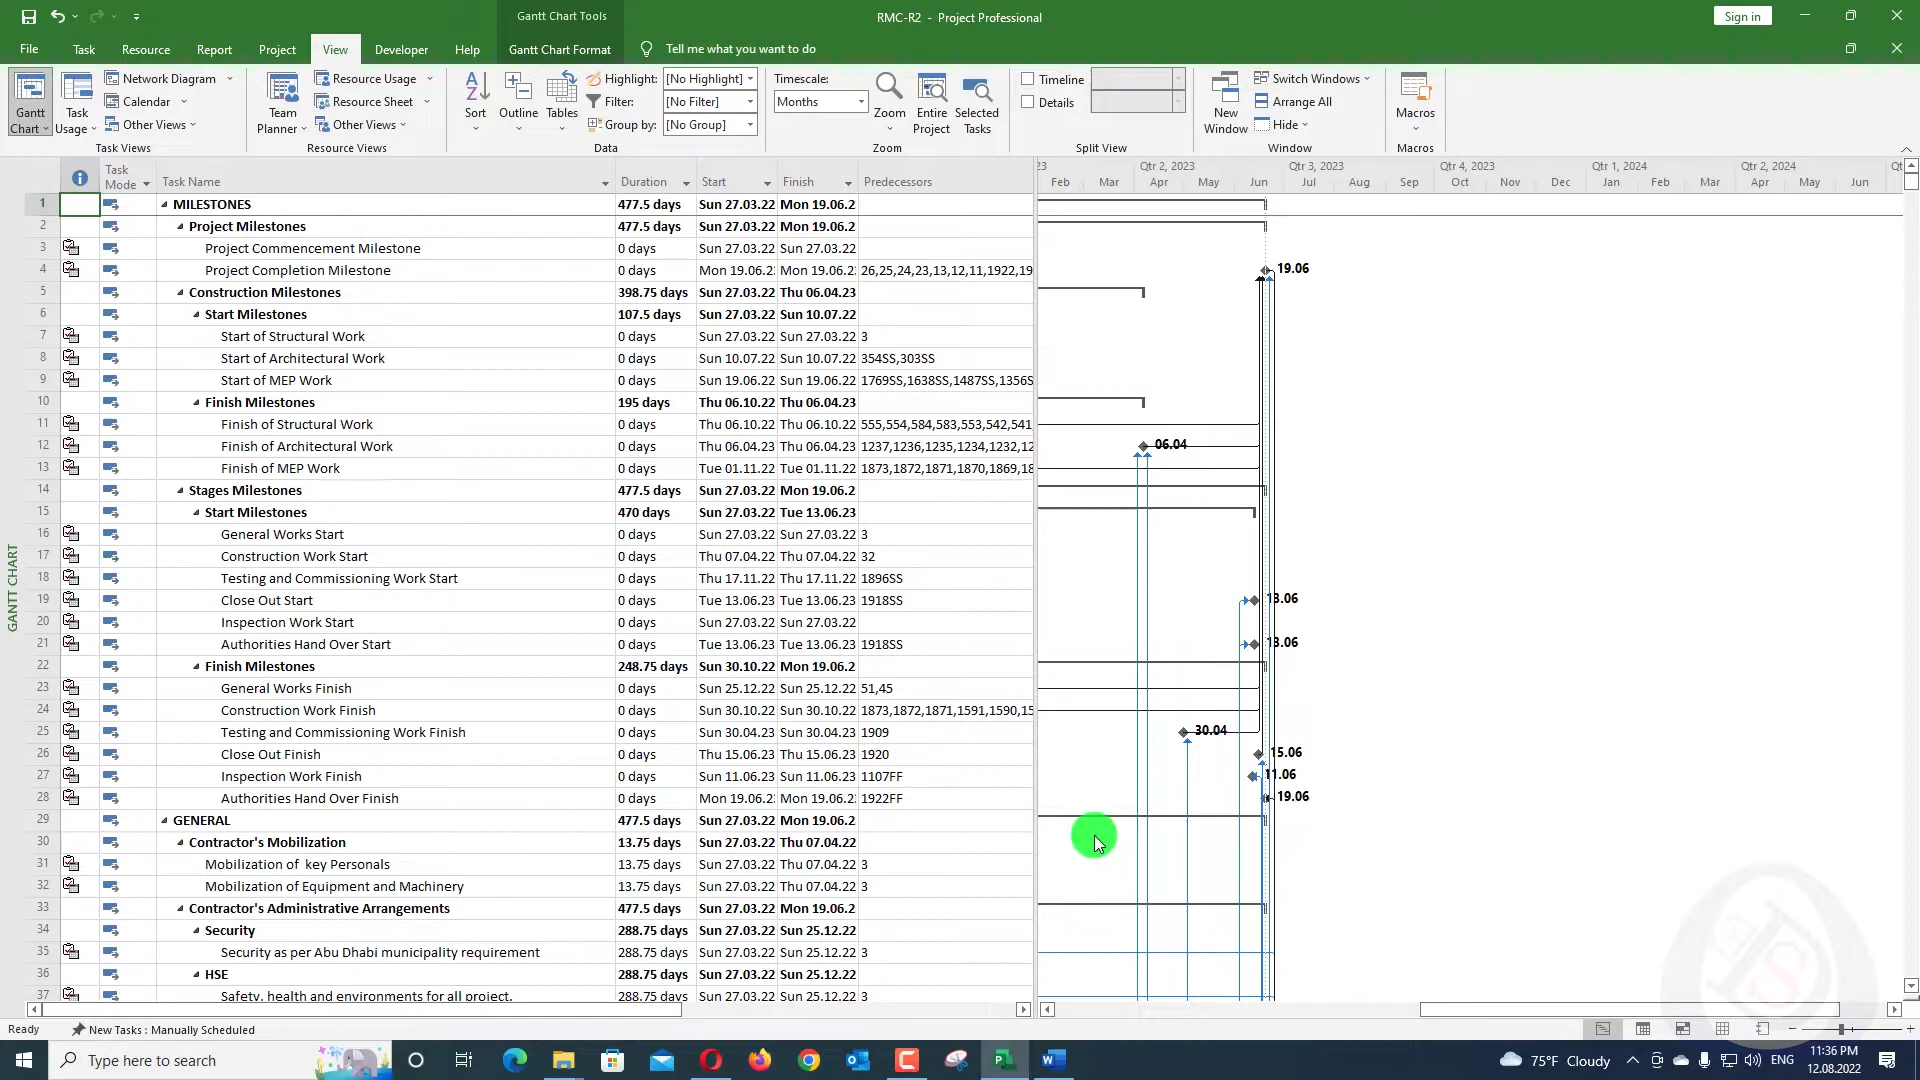 Gantt Chart Tools
RMC-R2 - Project Professional
Sign in
File Task Resource Report Project View Developer Help Gantt Chart Format Tell me what you want to do
Gantt Chart
Task Usage
Network Diagram
Calendar
Other Views
Task Views
Team Planner
Resource Usage
Resource Sheet
Other Views
Resource Views
Sort
Outline
Tables
Highlight: [No Highlight]
Filter: [No Filter]
Group by: [No Group]
Data
Timescale:
Months
Zoom
Entire Project
Selected Tasks
Zoom
Timeline
Details
Split View
New Window
Switch Windows
Arrange All
Hide
Window
Macros
Macros
Task Mode Task Name Duration Start Finish Predecessors
23 Qtr 2, 2023 Qtr 3, 2023 Qtr 4, 2023 Qtr 1, 2024 Qtr 2, 2024
Feb Mar Apr May Jun Jul Aug Sep Oct Nov Dec Jan Feb Mar Apr May Jun
1 MILESTONES 477.5 days Sun 27.03.22 Mon 19.06.2
2 Project Milestones 477.5 days Sun 27.03.22 Mon 19.06.2
3 Project Commencement Milestone 0 days Sun 27.03.22 Sun 27.03.22
4 Project Completion Milestone 0 days Mon 19.06.2 Mon 19.06.2 26,25,24,23,13,12,11,1922,19 19.06
5 Construction Milestones 398.75 days Sun 27.03.22 Thu 06.04.23
6 Start Milestones 107.5 days Sun 27.03.22 Sun 10.07.22
7 Start of Structural Work 0 days Sun 27.03.22 Sun 27.03.22 3
8 Start of Architectural Work 0 days Sun 10.07.22 Sun 10.07.22 354SS,303SS
9 Start of MEP Work 0 days Sun 19.06.22 Sun 19.06.22 1769SS,1638SS,1487SS,1356S
10 Finish Milestones 195 days Thu 06.10.22 Thu 06.04.23
11 Finish of Structural Work 0 days Thu 06.10.22 Thu 06.10.22 555,554,584,583,553,542,541,
12 Finish of Architectural Work 0 days Thu 06.04.23 Thu 06.04.23 1237,1236,1235,1234,1232,12 06.04
13 Finish of MEP Work 0 days Tue 01.11.22 Tue 01.11.22 1873,1872,1871,1870,1869,18
14 Stages Milestones 477.5 days Sun 27.03.22 Mon 19.06.2
15 Start Milestones 470 days Sun 27.03.22 Tue 13.06.23
16 General Works Start 0 days Sun 27.03.22 Sun 27.03.22 3
17 Construction Work Start 0 days Thu 07.04.22 Thu 07.04.22 32
18 Testing and Commissioning Work Start 0 days Thu 17.11.22 Thu 17.11.22 1896SS
19 Close Out Start 0 days Tue 13.06.23 Tue 13.06.23 1918SS 13.06
20 Inspection Work Start 0 days Sun 27.03.22 Sun 27.03.22
21 Authorities Hand Over Start 0 days Tue 13.06.23 Tue 13.06.23 1918SS 13.06
22 Finish Milestones 248.75 days Sun 30.10.22 Mon 19.06.2
23 General Works Finish 0 days Sun 25.12.22 Sun 25.12.22 51,45
24 Construction Work Finish 0 days Sun 30.10.22 Sun 30.10.22 1873,1872,1871,1591,1590,15
25 Testing and Commissioning Work Finish 0 days Sun 30.04.23 Sun 30.04.23 1909 30.04
26 Close Out Finish 0 days Thu 15.06.23 Thu 15.06.23 1920 15.06
27 Inspection Work Finish 0 days Sun 11.06.23 Sun 11.06.23 1107FF 11.06
28 Authorities Hand Over Finish 0 days Mon 19.06.2 Mon 19.06.2 1922FF 19.06
29 GENERAL 477.5 days Sun 27.03.22 Mon 19.06.2
30 Contractor's Mobilization 13.75 days Sun 27.03.22 Thu 07.04.22
31 Mobilization of key Personals 13.75 days Sun 27.03.22 Thu 07.04.22 3
32 Mobilization of Equipment and Machinery 13.75 days Sun 27.03.22 Thu 07.04.22 3
33 Contractor's Administrative Arrangements 477.5 days Sun 27.03.22 Mon 19.06.2
34 Security 288.75 days Sun 27.03.22 Sun 25.12.22
35 Security as per Abu Dhabi municipality requirement 288.75 days Sun 27.03.22 Sun 25.12.22 3
36 HSE 288.75 days Sun 27.03.22 Sun 25.12.22
37 Safety, health and environments for all project. 288.75 days Sun 27.03.22 Sun 25.12.22 3
GANTT CHART
Ready New Tasks : Manually Scheduled
Type here to search
75°F Cloudy ENG 11:36 PM
12.08.2022